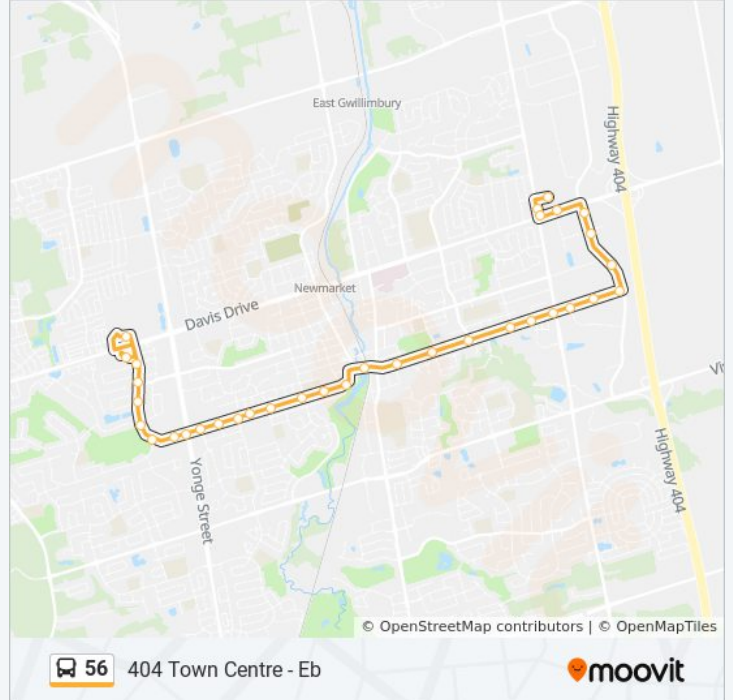 East Gwillimbury
Highway 404
Newmarket
Davis Drive
Yonge Street
Highway 404
© OpenStreetMap contributors | © OpenMapTiles
56 404 Town Centre - Eb
moovit